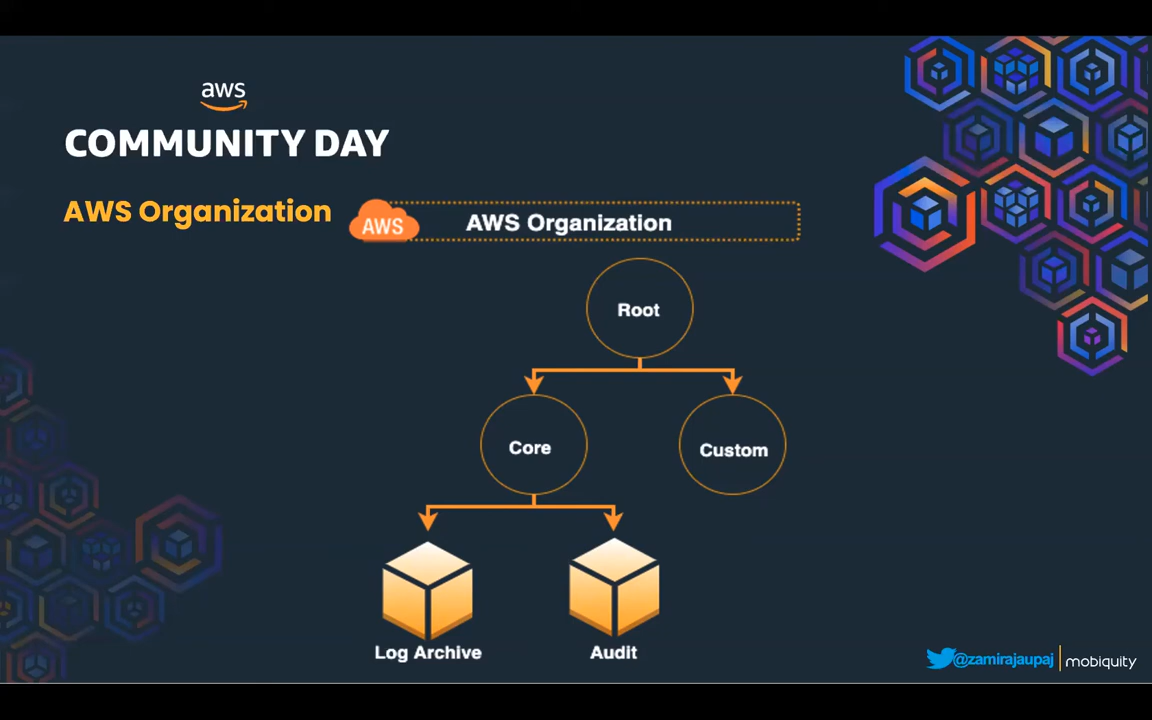 aws
COMMUNITY DAY
AWS Organization
AWS
AWS Organization
Root
Core
Custom
Log Archive
Audit
@zamirajaupaj
mobiquity